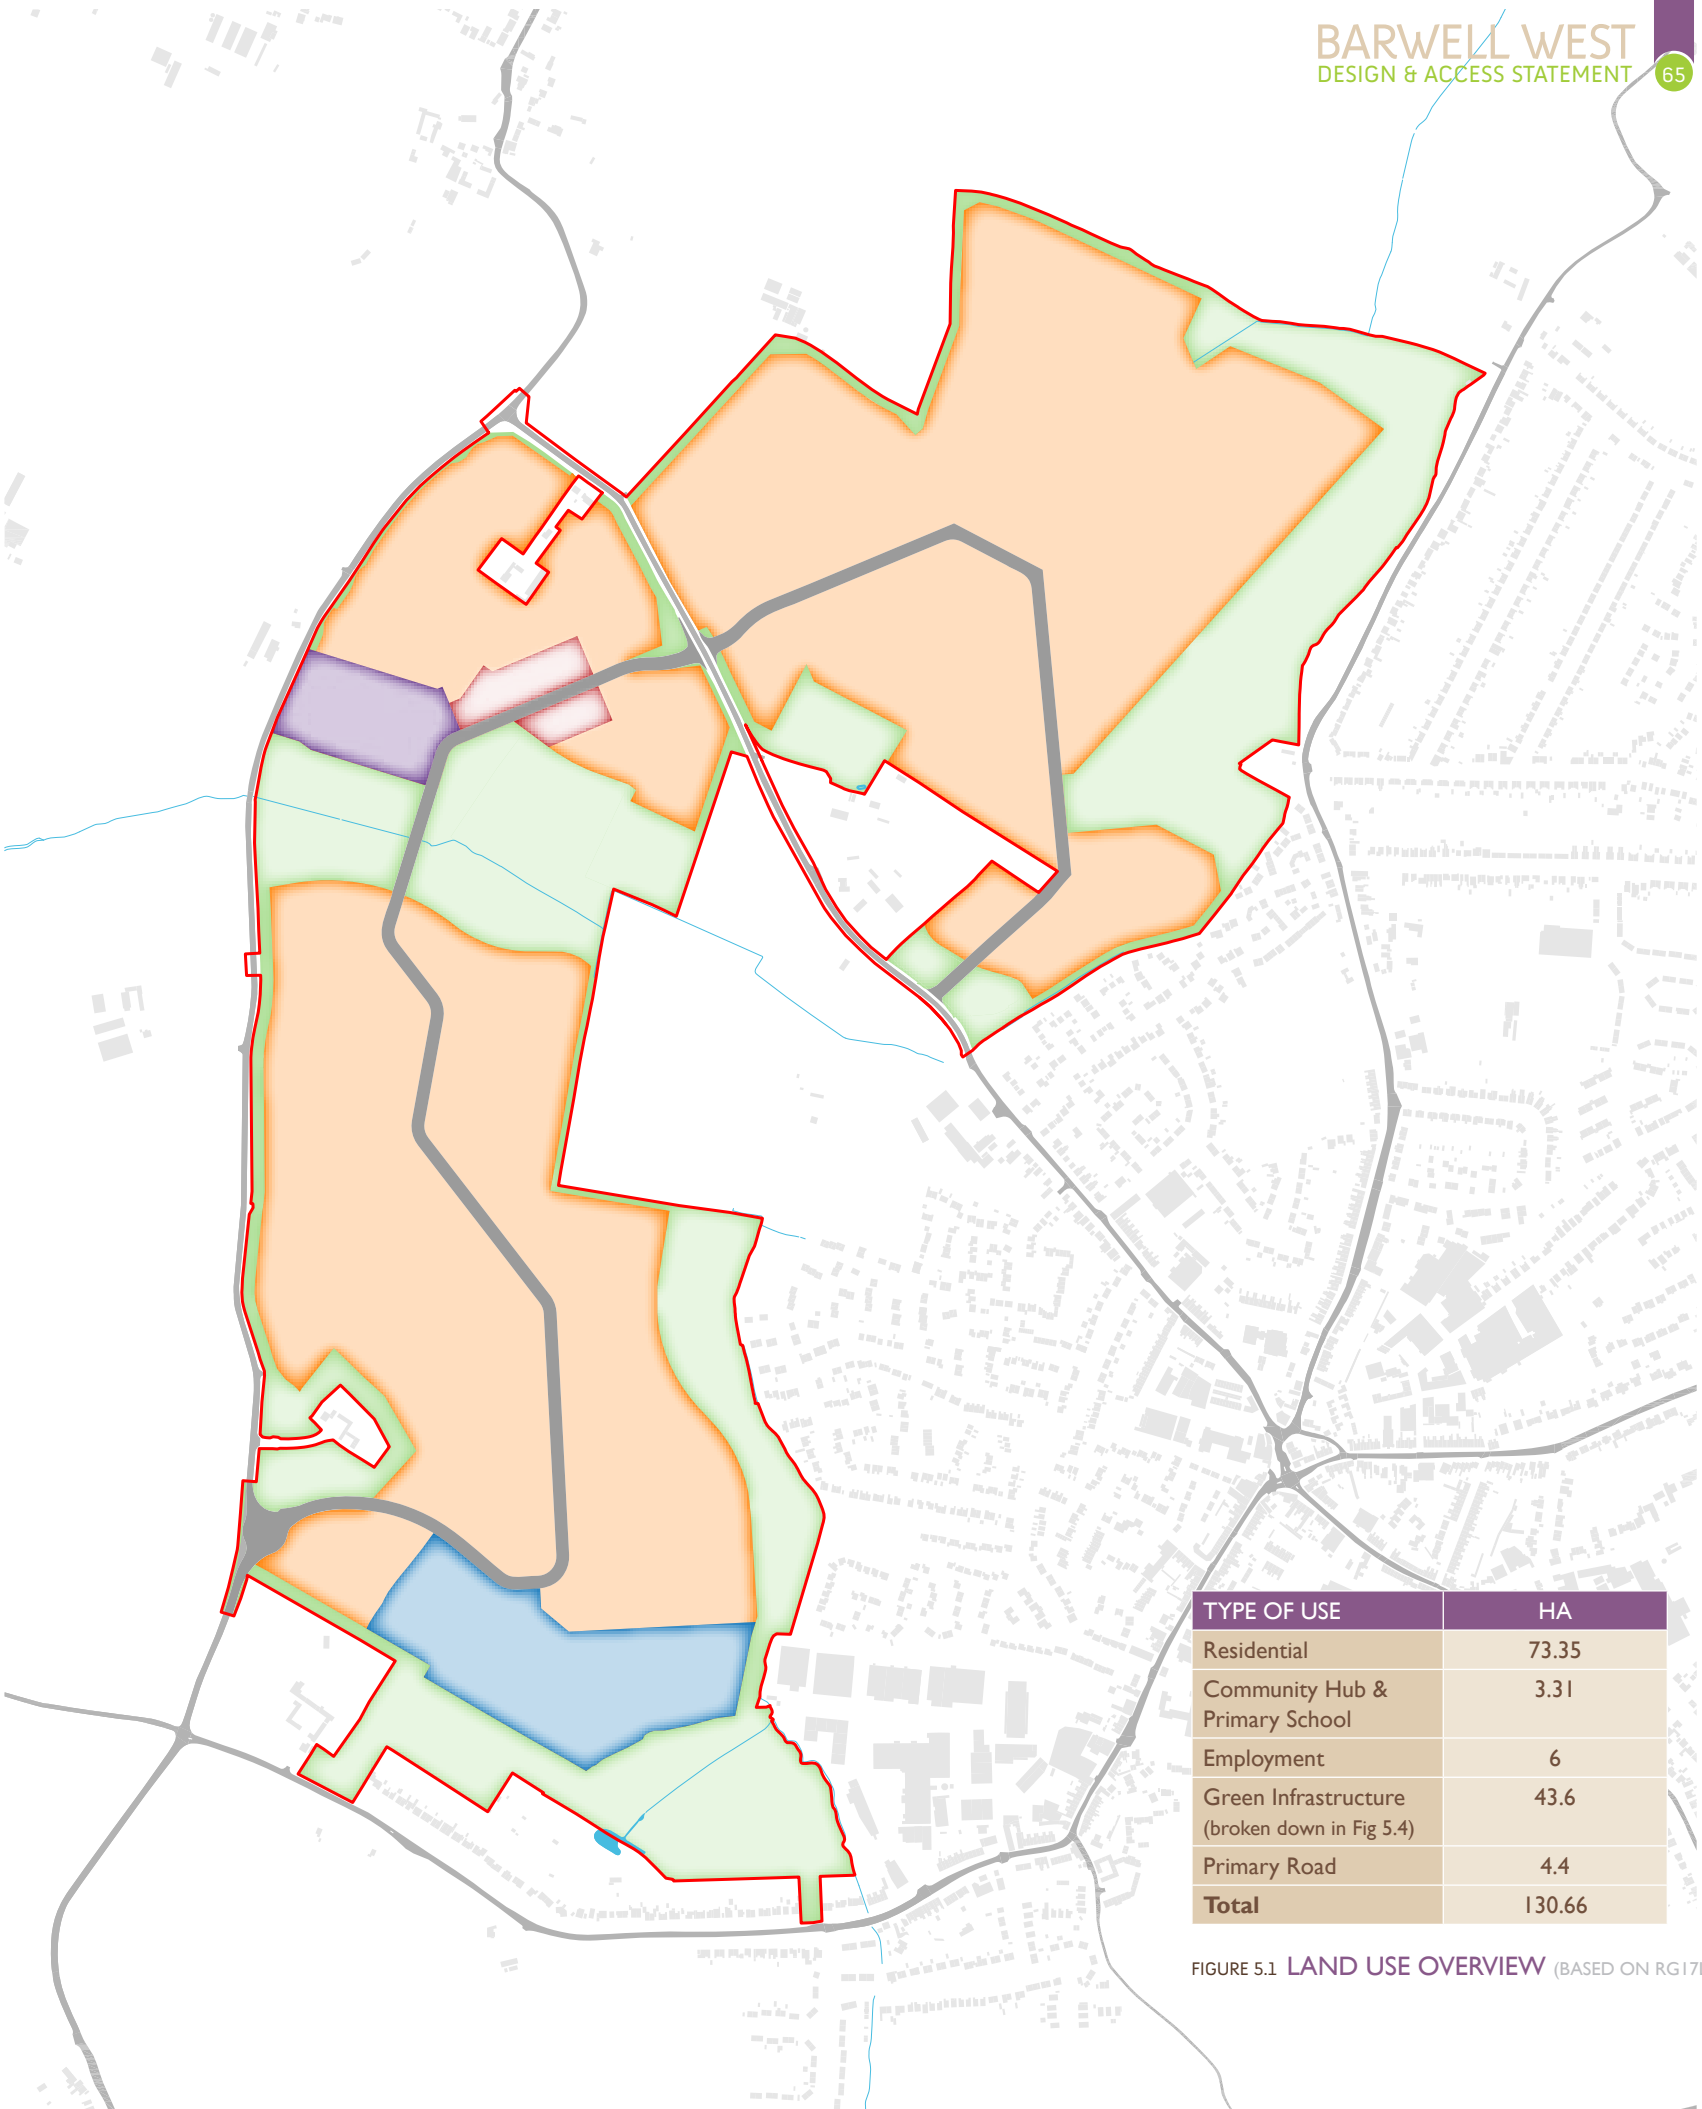 BARWELL WEST
DESIGN & ACCESS STATEMENT
65
TYPE OF USE HA
Residential 73.35
Community Hub & 3.31
Primary School
Employment 6
Green Infrastructure 43.6
(broken down in Fig 5.4)
Primary Road 4.4
Total 130.66
FIGURE 5.1 LAND USE OVERVIEW (BASED ON